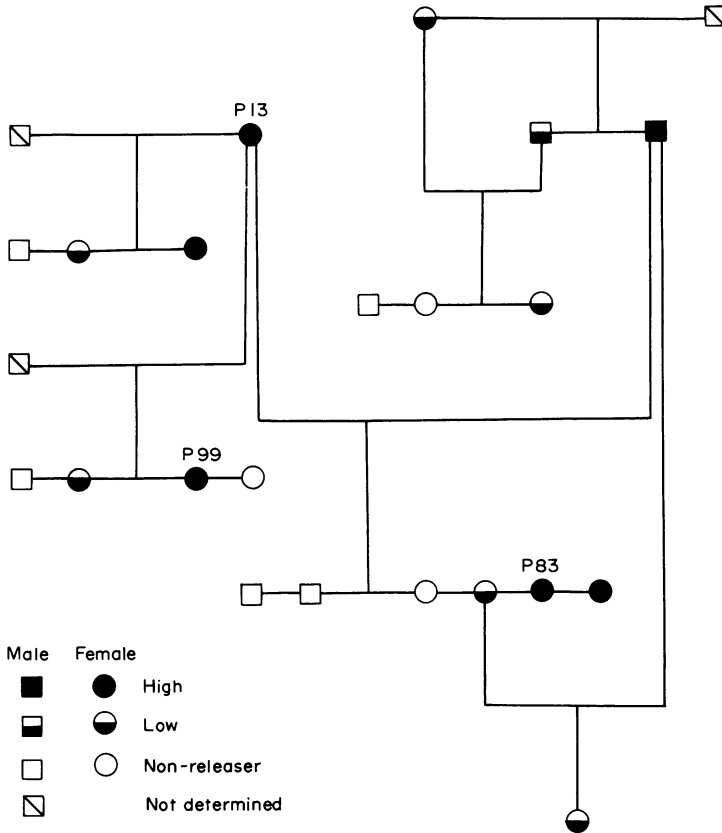 P13
P99
P83
Male Female
High
Low
Non-releaser
Not determined